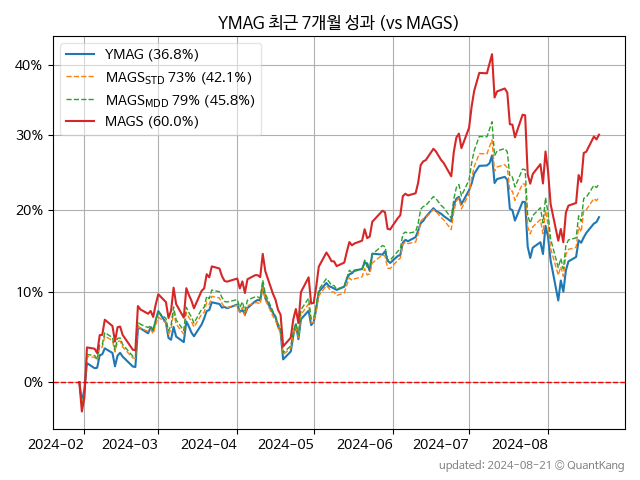 YMAG 최근 7개월 성과 (vs MAGS)
YMAG (36.8%)
MAGS_STD 73% (42.1%)
MAGS_MDD 79% (45.8%)
MAGS (60.0%)
40%
30%
20%
10%
0%
2024-02 2024-03 2024-04 2024-05 2024-06 2024-07 2024-08
updated: 2024-08-21 © QuantKang